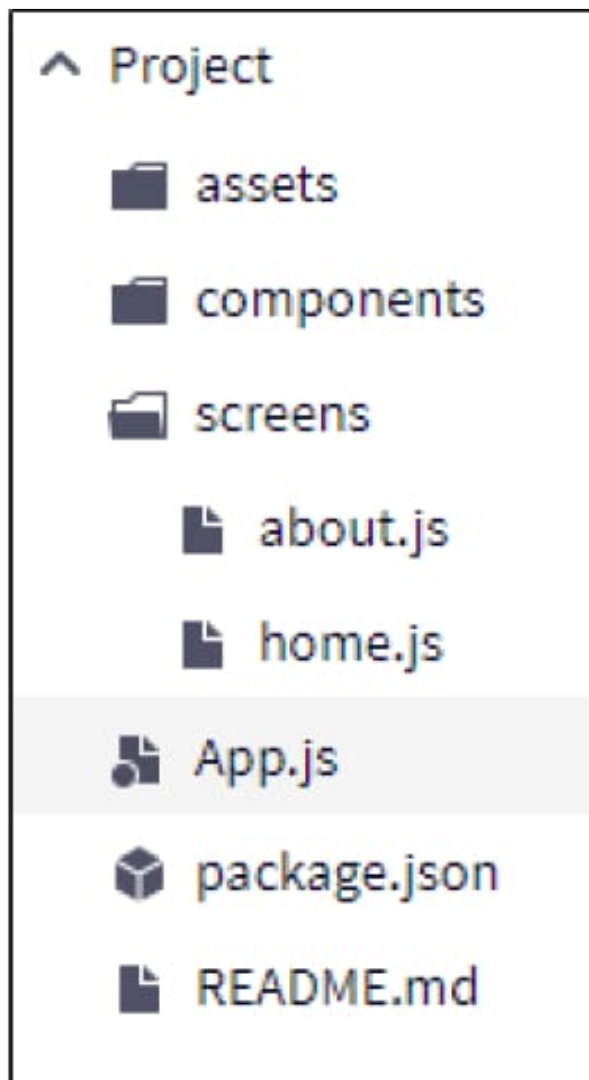 Project
assets
components
screens
about.js
home.js
App.js
package.json
README.md